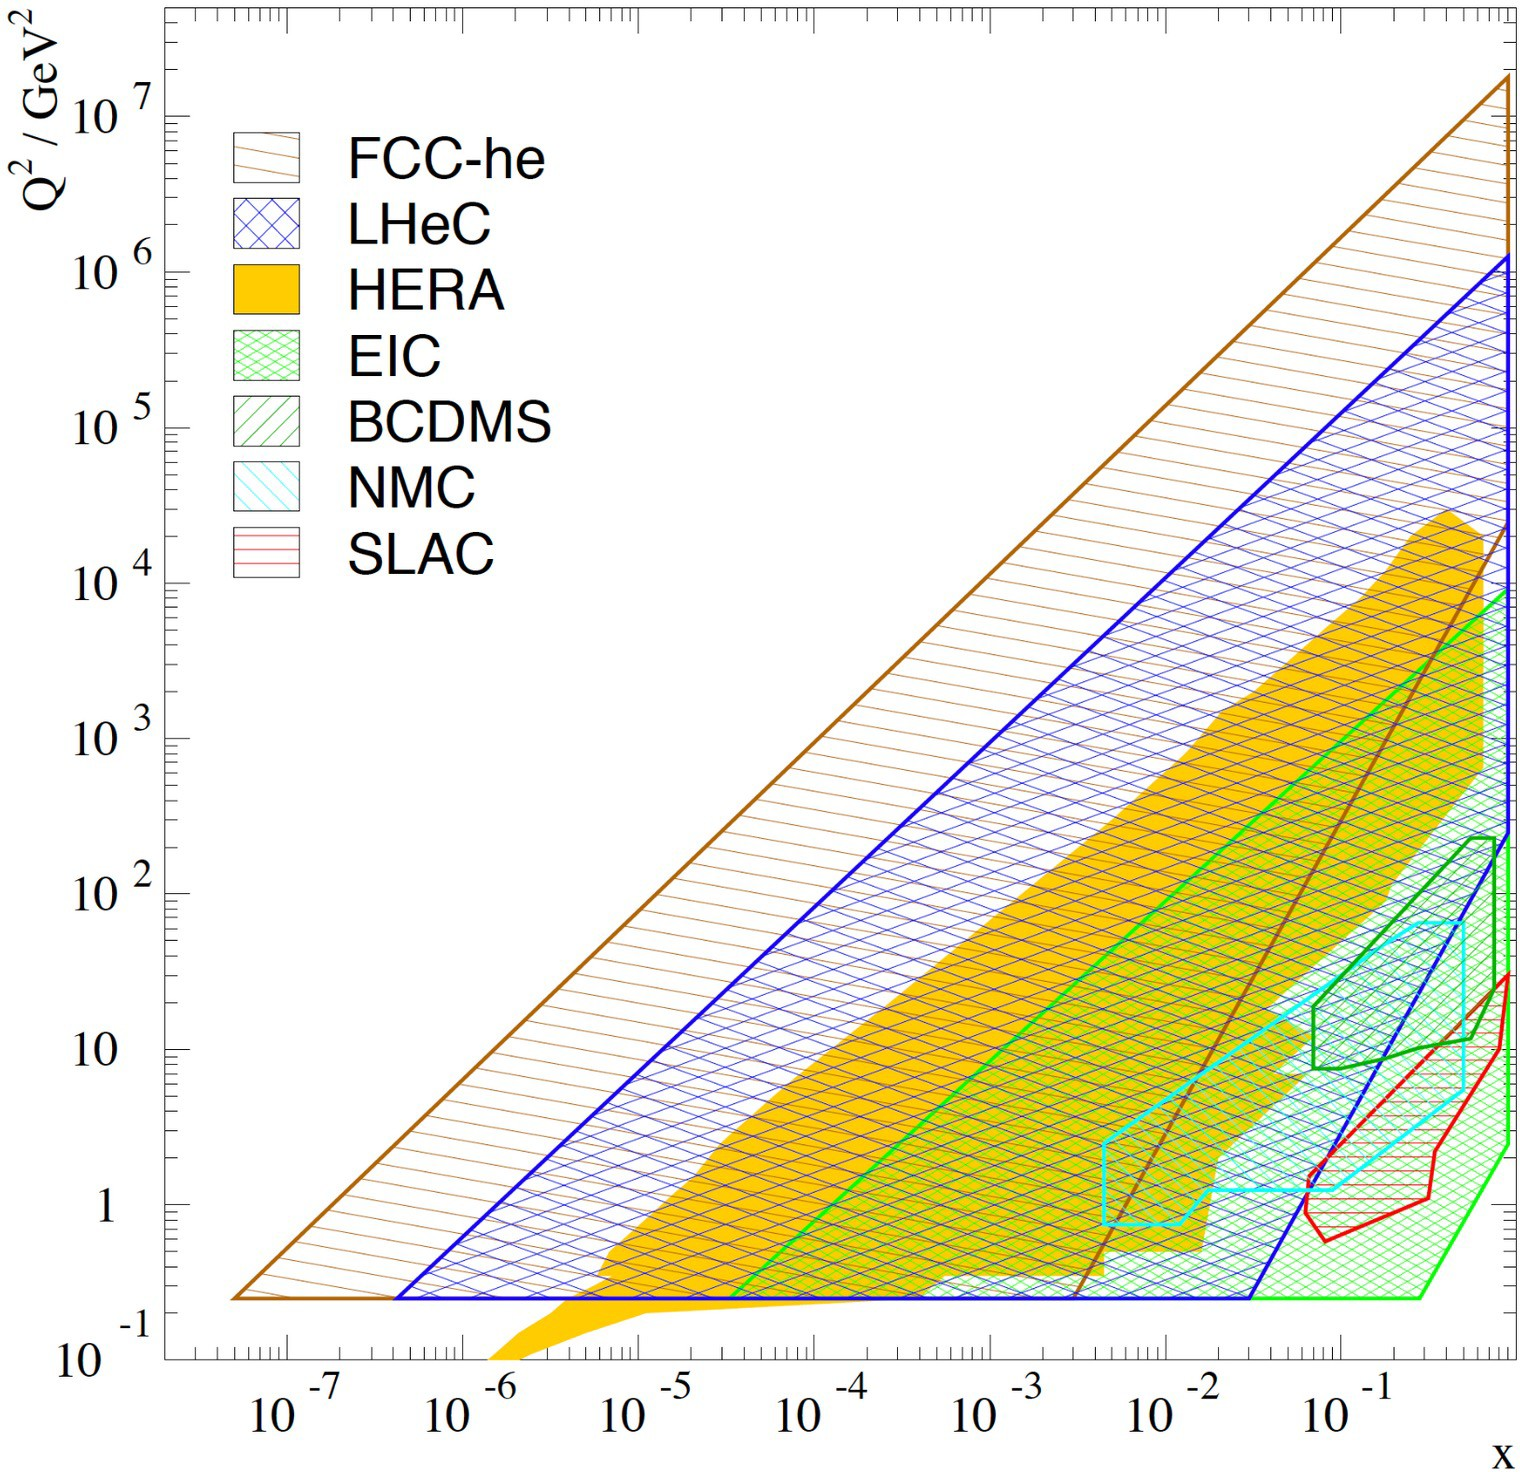 Q² / GeV²
10⁷
10⁶
10⁵
10⁴
10³
10²
10
1
10⁻¹
FCC-he
LHeC
HERA
EIC
BCDMS
NMC
SLAC
10⁻⁷ 10⁻⁶ 10⁻⁵ 10⁻⁴ 10⁻³ 10⁻² 10⁻¹
x